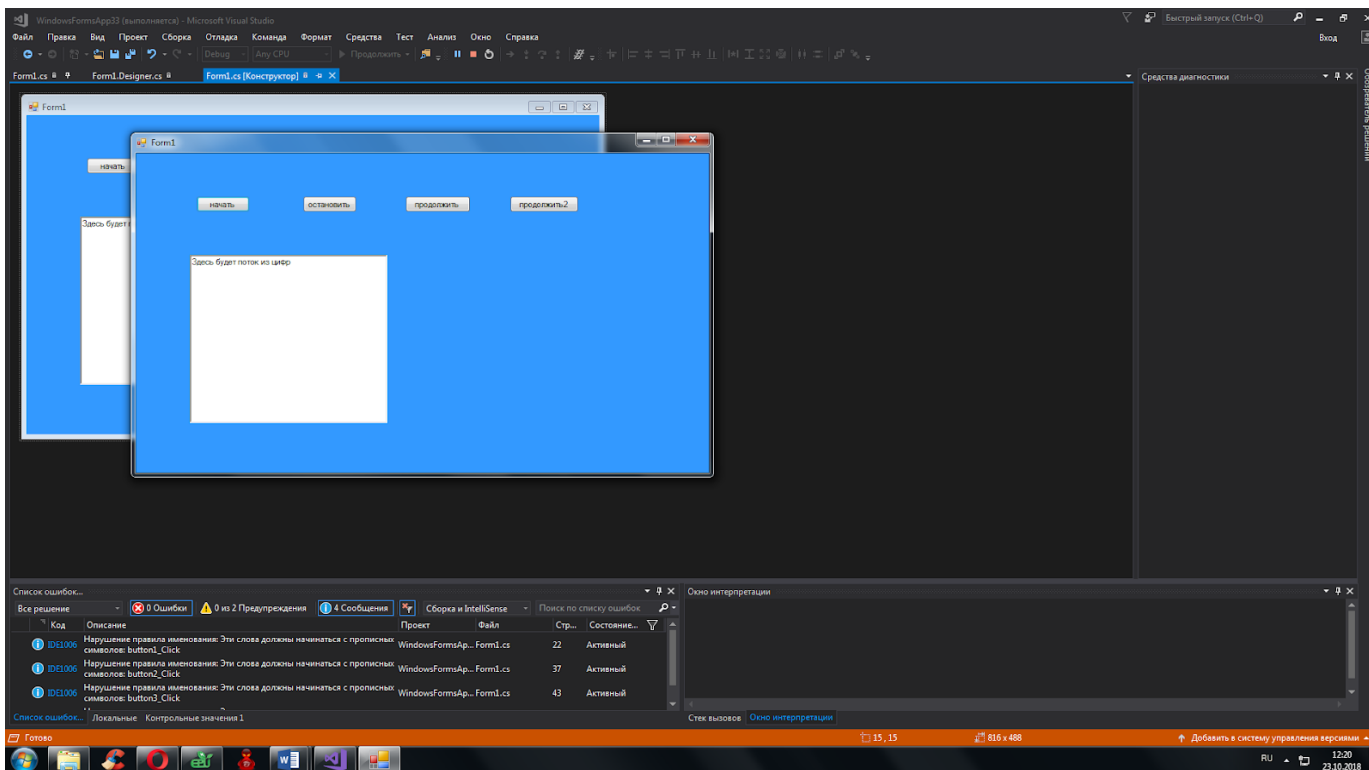 WindowsFormsApp33 (выполняется) - Microsoft Visual Studio
Быстрый запуск (Ctrl+Q)
Файл Правка Вид Проект Сборка Отладка Команда Формат Средства Тест Анализ Окно Справка
Вход
Debug Any CPU Продолжить
Form1.cs Form1.Designer.cs Form1.cs [Конструктор]
Средства диагностики
Обозреватель решений
Form1
начать
Здесь будет
Form1
начать остановить продолжить продолжить2
Здесь будет поток из цифр
Список ошибок...
Все решение 0 Ошибки 0 из 2 Предупреждения 4 Сообщения Сборка и IntelliSense Поиск по списку ошибок
Код Описание Проект Файл Стр... Состояние...
IDE1006 Нарушение правила именования: Эти слова должны начинаться с прописных символов: button1_Click WindowsFormsAp... Form1.cs 22 Активный
IDE1006 Нарушение правила именования: Эти слова должны начинаться с прописных символов: button2_Click WindowsFormsAp... Form1.cs 37 Активный
IDE1006 Нарушение правила именования: Эти слова должны начинаться с прописных символов: button3_Click WindowsFormsAp... Form1.cs 43 Активный
Список ошибок... Локальные Контрольные значения 1
Окно интерпретации
Стек вызовов Окно интерпретации
Готово 15 , 15 816 x 488 Добавить в систему управления версиями
RU 12:20
23.10.2018